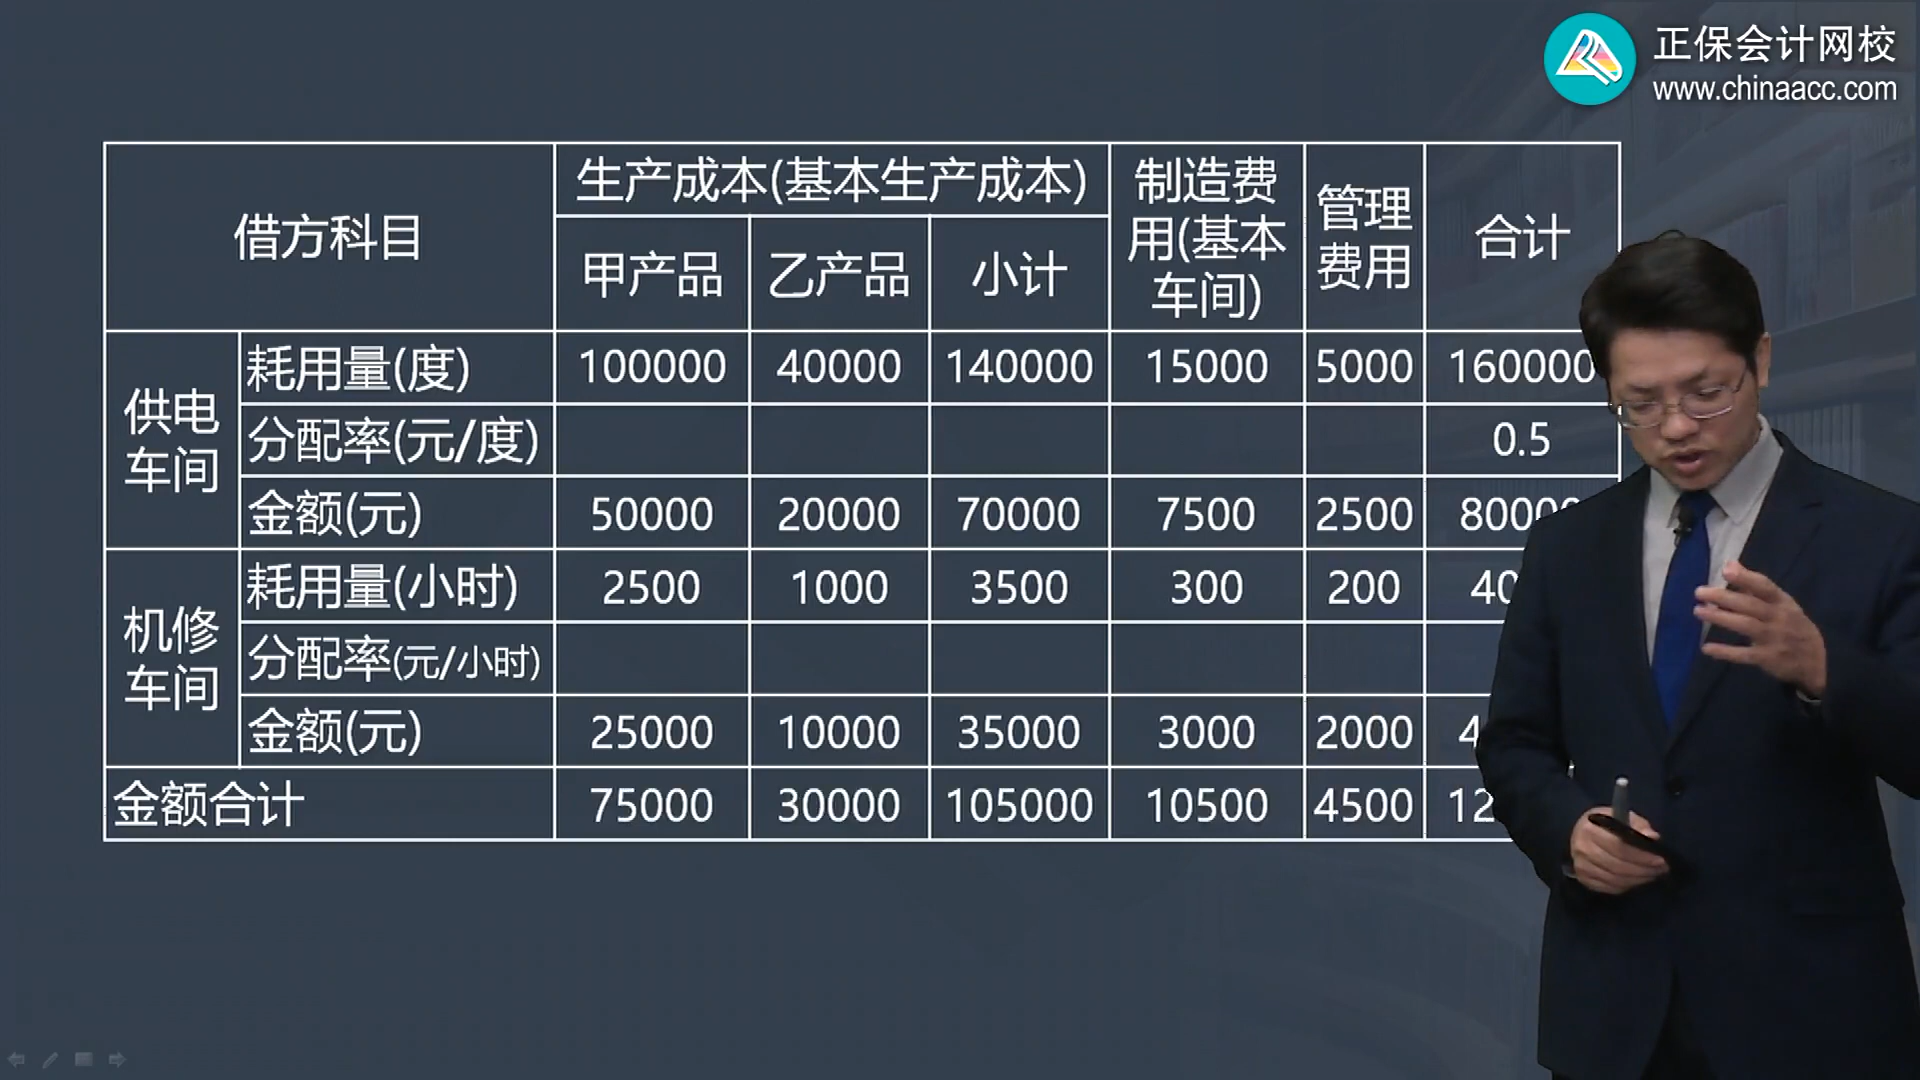 正保会计网校
www.chinaacc.com
借方科目 生产成本(基本生产成本) 制造费用(基本车间) 管理费用 合计
甲产品 乙产品 小计
供电车间 耗用量(度) 100000 40000 140000 15000 5000 160000
分配率(元/度) 0.5
金额(元) 50000 20000 70000 7500 2500
机修车间 耗用量(小时) 2500 1000 3500 300 200
分配率(元/小时)
金额(元) 25000 10000 35000 3000 2000
金额合计 75000 30000 105000 10500 4500